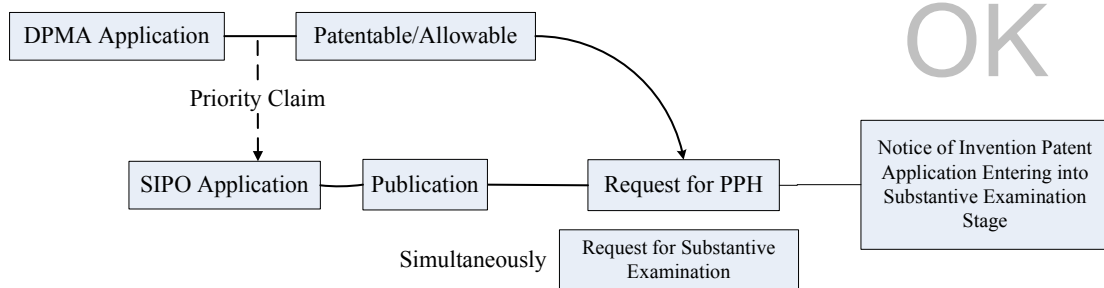 OK
DPMA Application
Patentable/Allowable
Priority Claim
SIPO Application
Publication
Request for PPH
Notice of Invention Patent
Application Entering into
Substantive Examination
Stage
Simultaneously
Request for Substantive
Examination